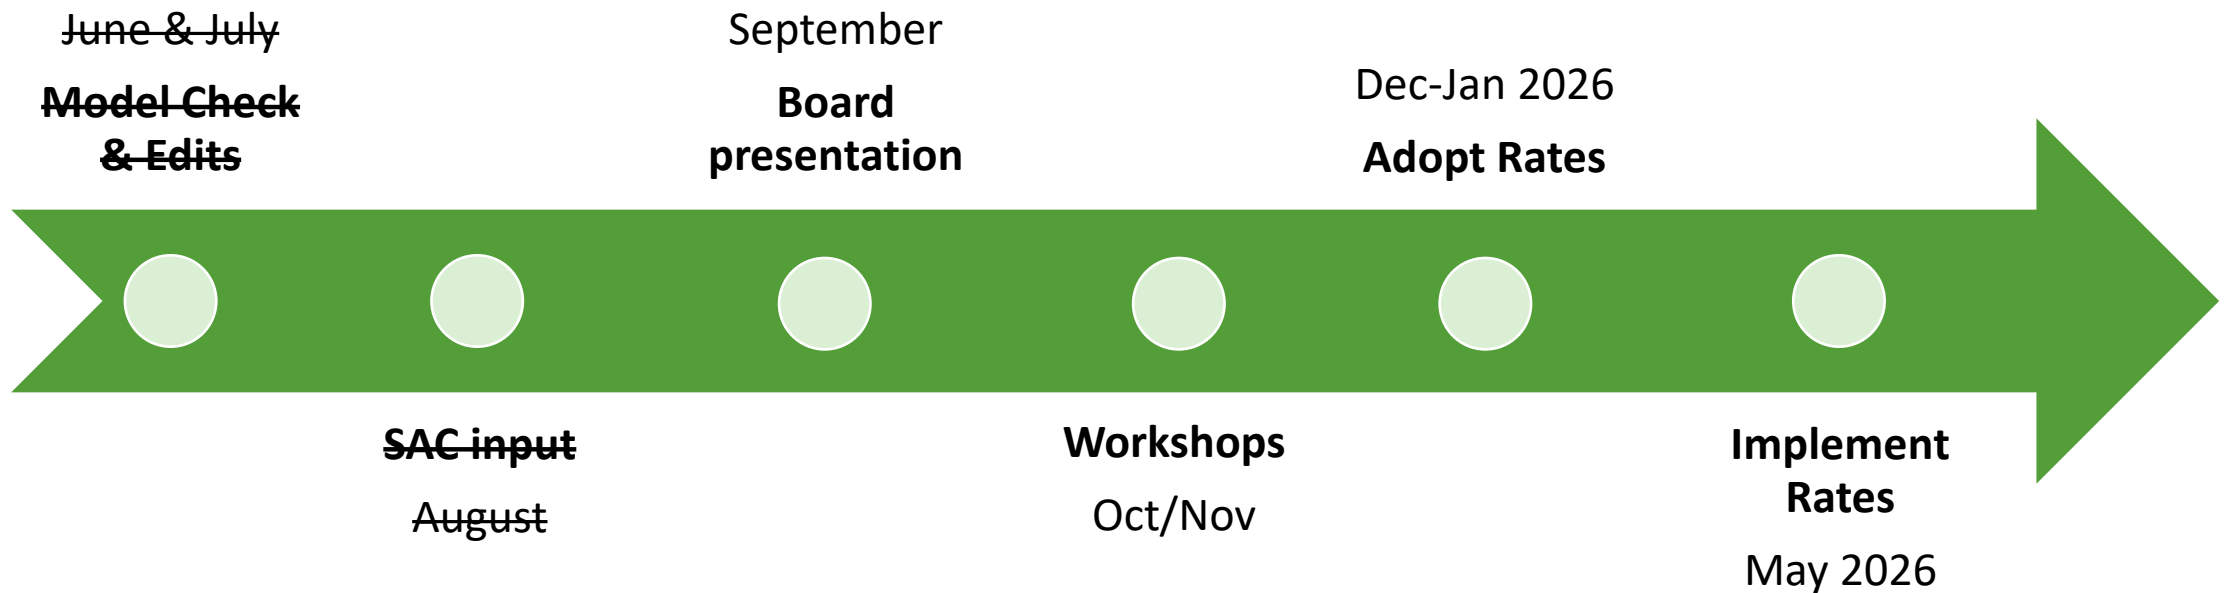 June & July
Model Check
& Edits
SAC input
August
September
Board
presentation
Workshops
Oct/Nov
Dec-Jan 2026
Adopt Rates
Implement
Rates
May 2026